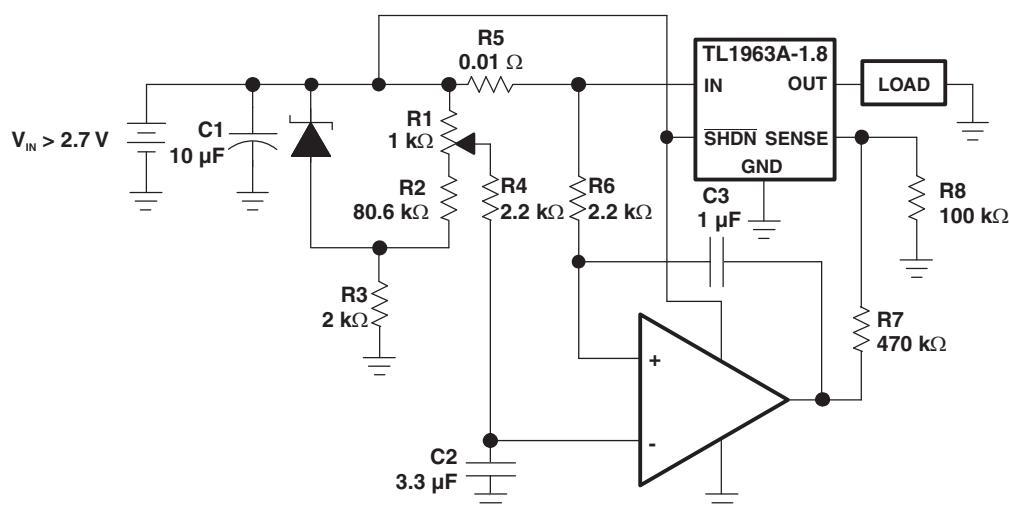 R5
0.01 Ω
TL1963A-1.8
IN
OUT
LOAD
SHDN
SENSE
GND
V_IN > 2.7 V
C1
10 µF
R1
1 kΩ
R2
80.6 kΩ
R4
2.2 kΩ
R6
2.2 kΩ
C3
1 µF
R8
100 kΩ
R3
2 kΩ
R7
470 kΩ
+
-
C2
3.3 µF